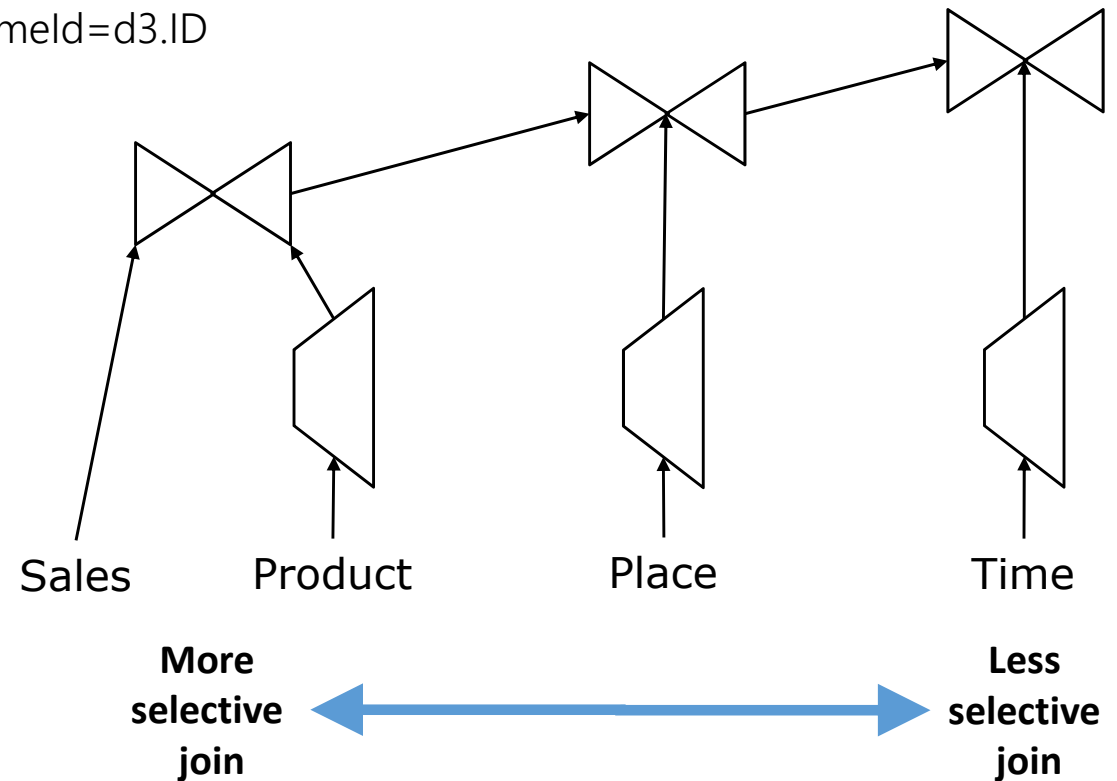 meId=d3.ID
Sales Product Place Time
More
selective
join
Less
selective
join